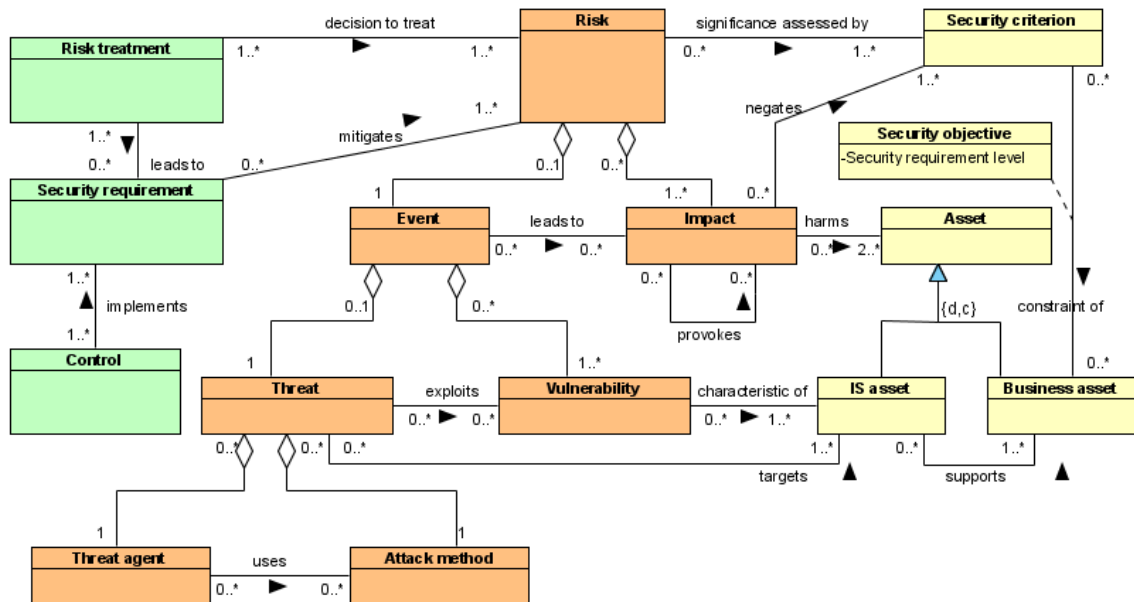 Risk treatment
decision to treat
1..*
1..*
Risk
significance assessed by
0..*
1..*
Security criterion
1..*
0..*
negates
1..*
mitigates
0..*
1..*
leads to
0..*
Security objective
-Security requirement level
0..1
0..*
Security requirement
1
1..*
0..*
Event
leads to
0..*
0..*
Impact
harms
0..*
2..*
Asset
1..*
implements
1..*
0..1
0..*
0..*
0..*
provokes
{d,c}
constraint of
Control
1
1..*
0..*
Threat
exploits
0..*
0..*
Vulnerability
characteristic of
0..*
1..*
IS asset
Business asset
0..*
0..*
0..*
1..*
0..*
1..*
targets
supports
1
1
Threat agent
uses
0..*
0..*
Attack method